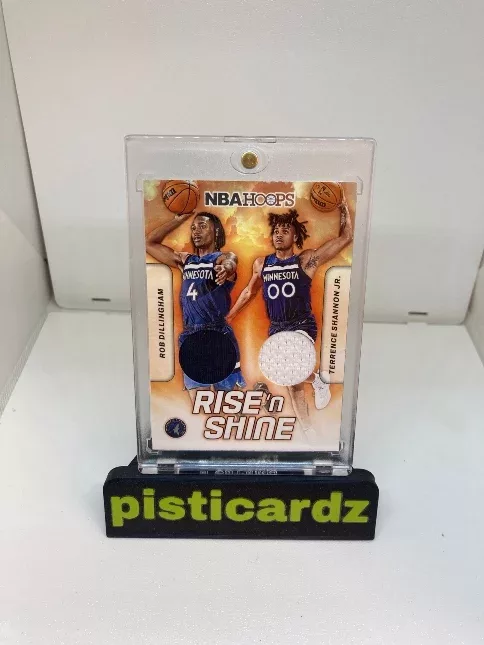 NBA HOOPS
MINNESOTA
4
MINNESOTA
00
ROB DILLINGHAM
TERRENCE SHANNON JR.
RISE 'n
SHINE
pisticardz